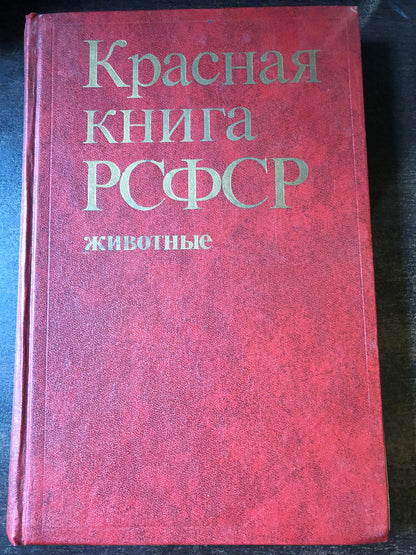 Красная
книга
РСФСР
животные